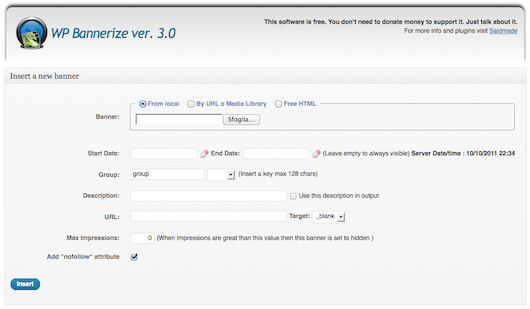 This software is free. You don't need to donate money to support it. Just talk about it.
WP Bannerize ver. 3.0
For more info and plugins visit Saidmade
Insert a new banner
From local By URL o Media Library Free HTML
Banner: Sfoglia...
Start Date: End Date: (Leave empty to always visible) Server Date/time : 10/10/2011 22:34
Group: group (Insert a key max 128 chars)
Description: Use this description in output
URL: Target: _blank
Max Impressions: 0 (When Impressions are great than this value then this banner is set to hidden )
Add "nofollow" attribute
Insert